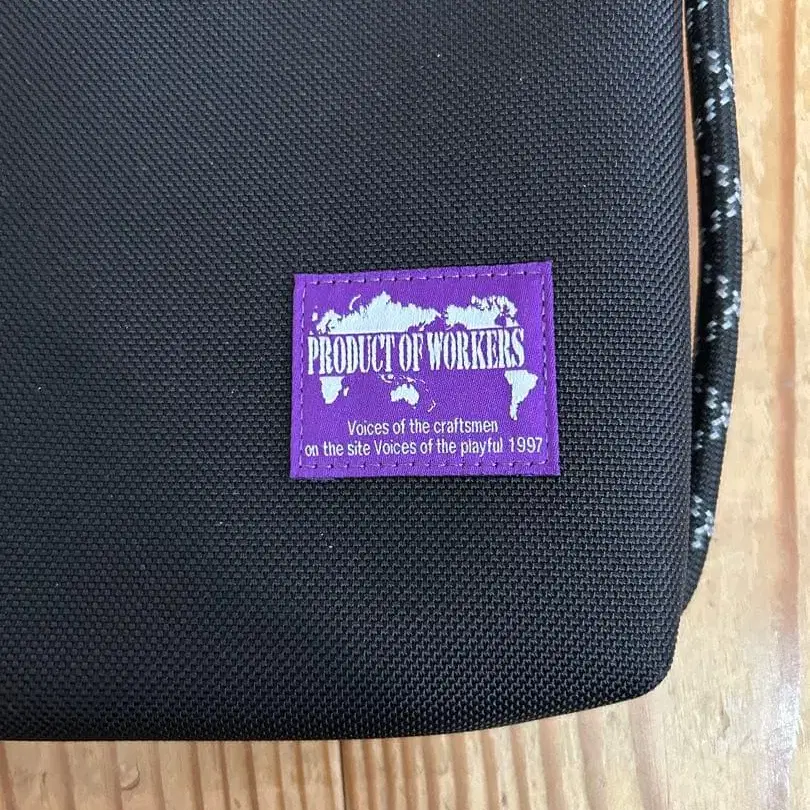 PRODUCT OF WORKERS
Voices of the craftsmen
on the site Voices of the playful 1997